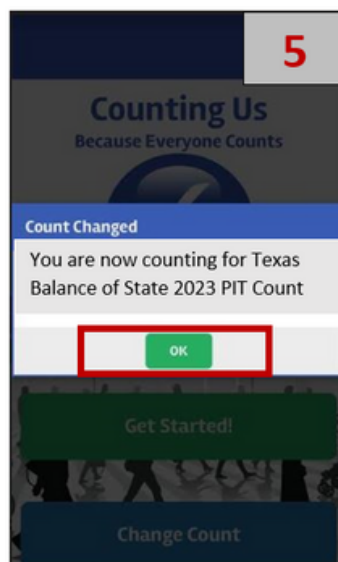 5
Counting Us
Because Everyone Counts
Count Changed
You are now counting for Texas
Balance of State 2023 PIT Count
OK
Get Started!
Change Count